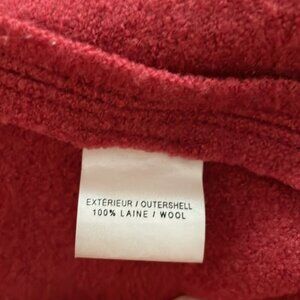 EXTÉRIEUR / OUTERSHELL
100% LAINE / WOOL